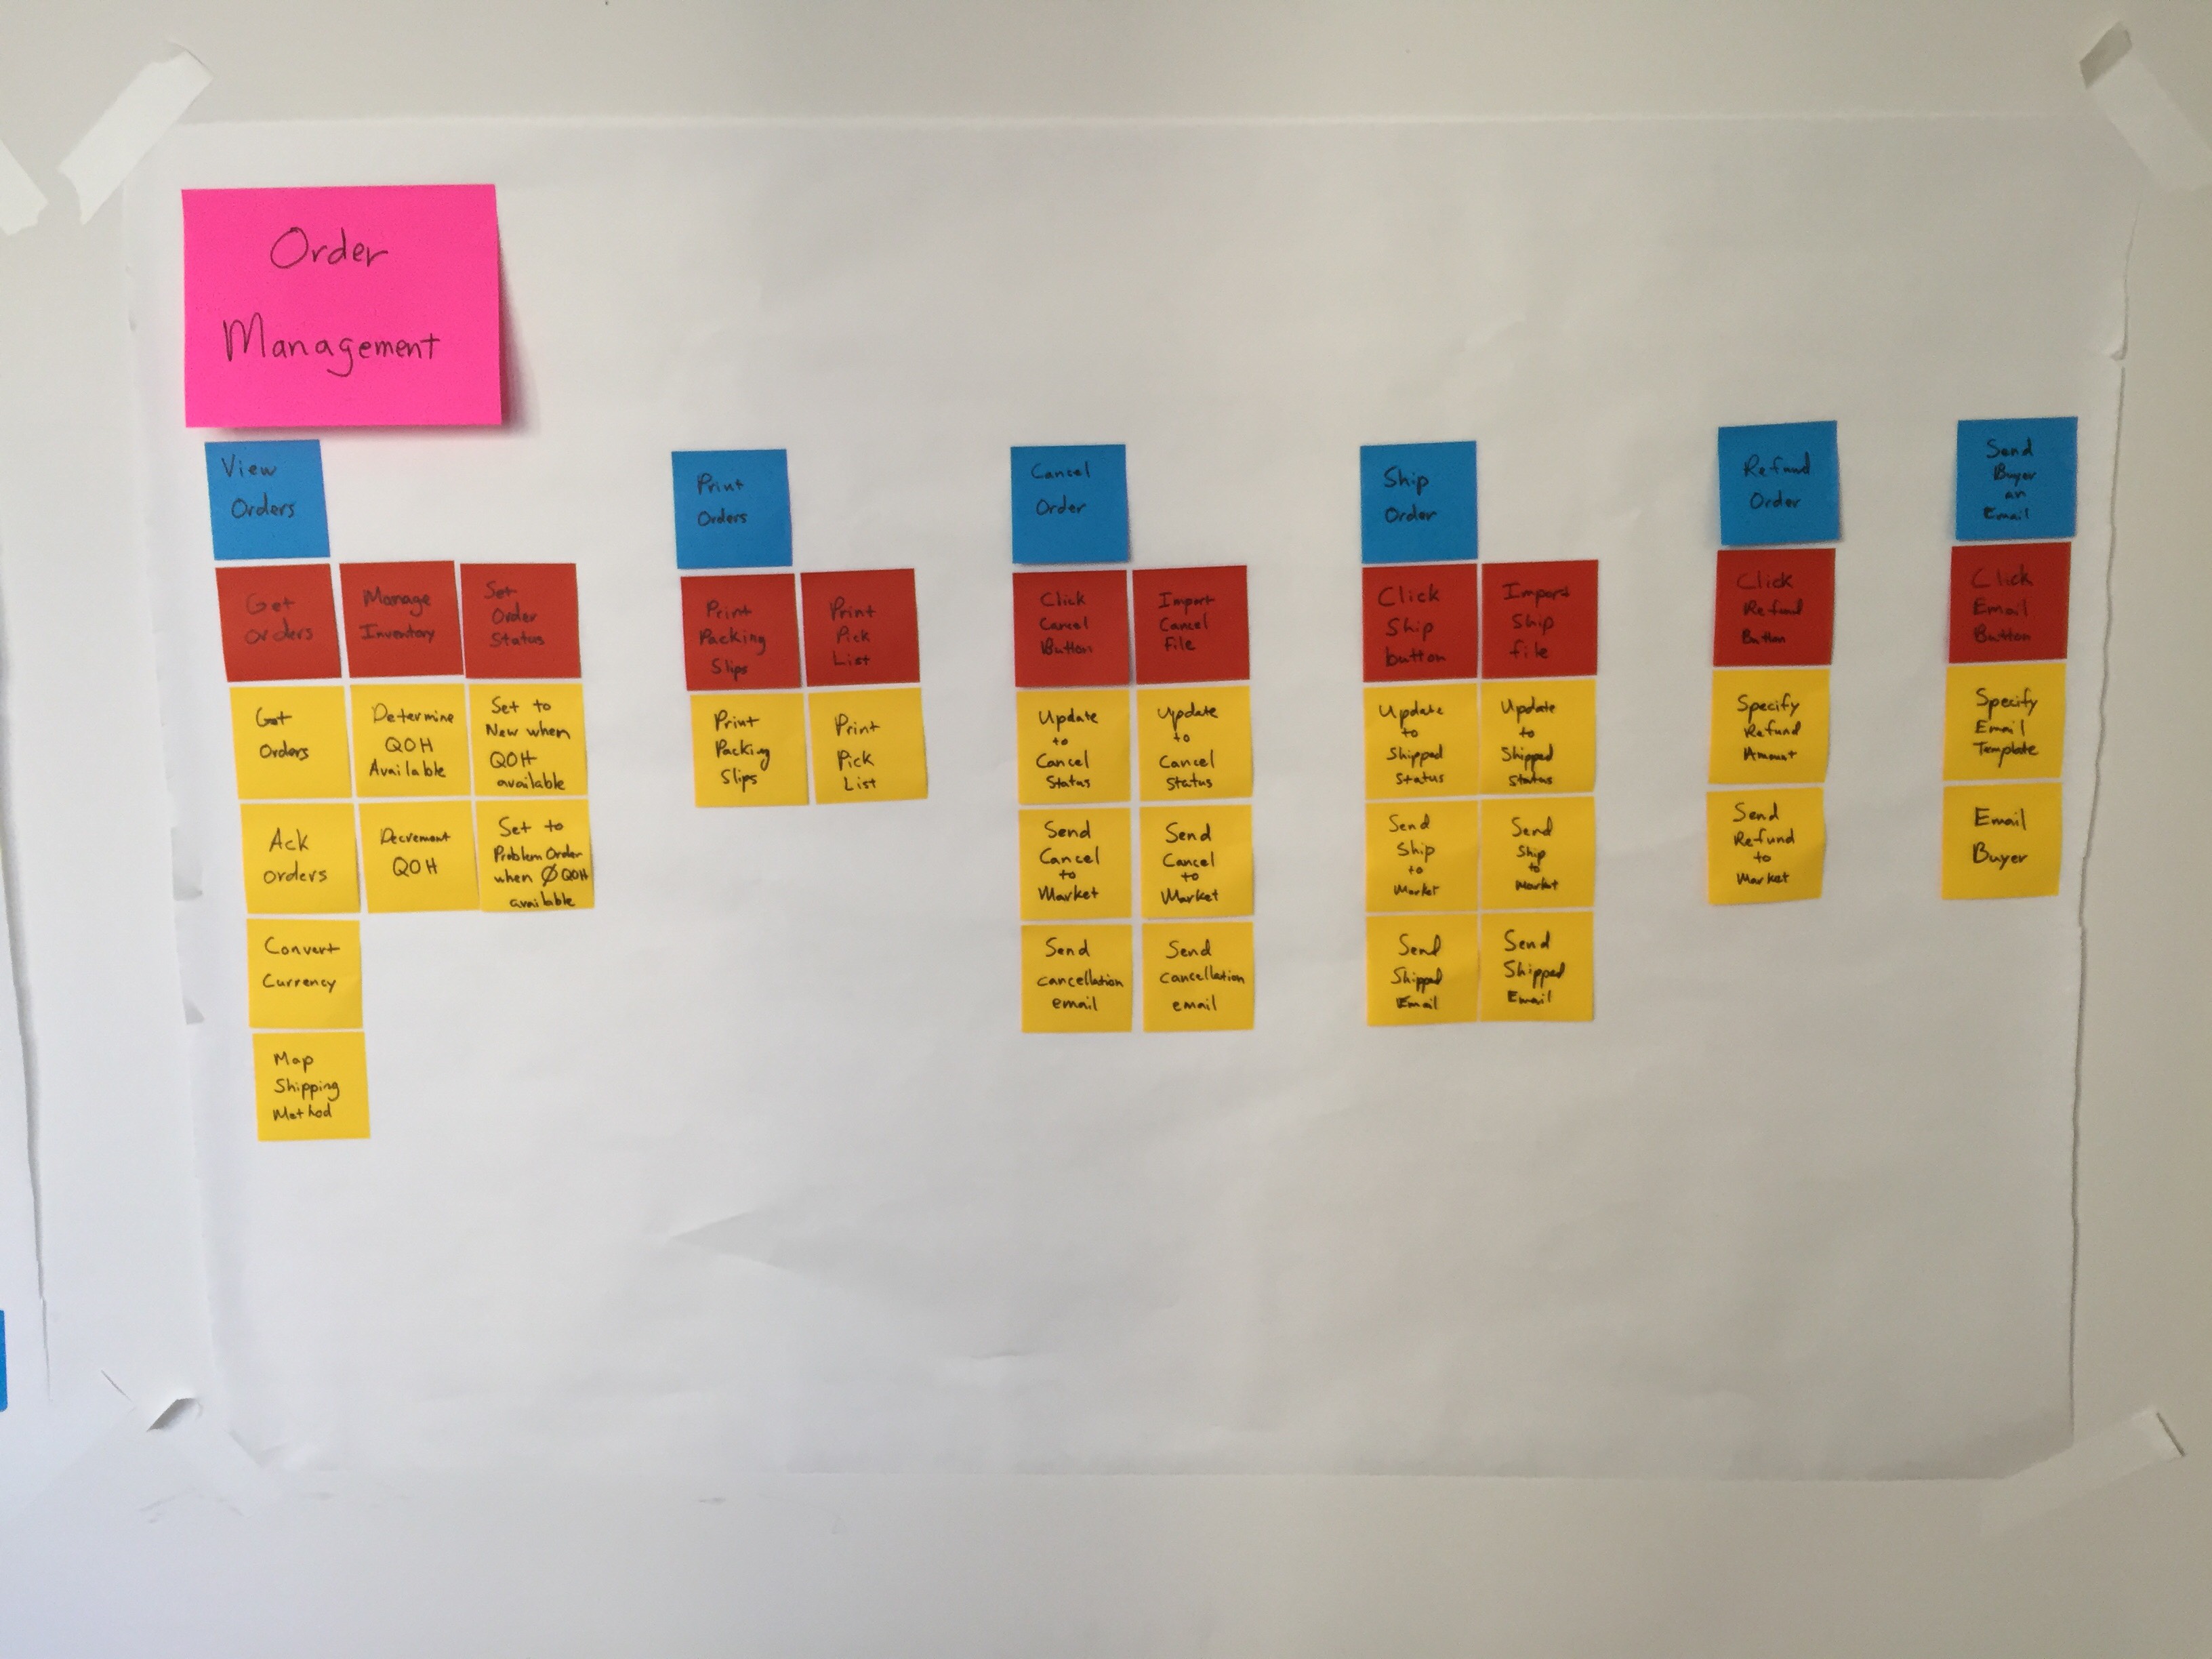 Order
Management
View
Orders
Get
Orders
Manage
Inventory
Set
Order
Status
Get
Orders
Determine
QOH
Available
Set to
New when
QOH
available
Ack
orders
Decrement
QOH
Set to
Problem Order
when Ø QOH
available
Convert
Currency
Map
Shipping
Method
Print
Orders
Print
Packing
Slips
Print
Pick
List
Print
Packing
Slips
Print
Pick
List
Cancel
Order
Click
Cancel
Button
Import
Cancel
File
Update
to
Cancel
Status
Update
to
Cancel
Status
Send
Cancel
to
Market
Send
Cancel
to
Market
Send
cancellation
email
Send
cancellation
email
Ship
Order
Click
Ship
button
Import
Ship
file
Update
to
Shipped
Status
Update
to
Shipped
Status
Send
Ship
to
Market
Send
Ship
to
Market
Send
Shipped
Email
Send
Shipped
Email
Refund
Order
Click
Refund
Button
Specify
Refund
Amount
Send
Refund
to
Market
Send
Buyer
an
Email
Click
Email
Button
Specify
Email
Template
Email
Buyer